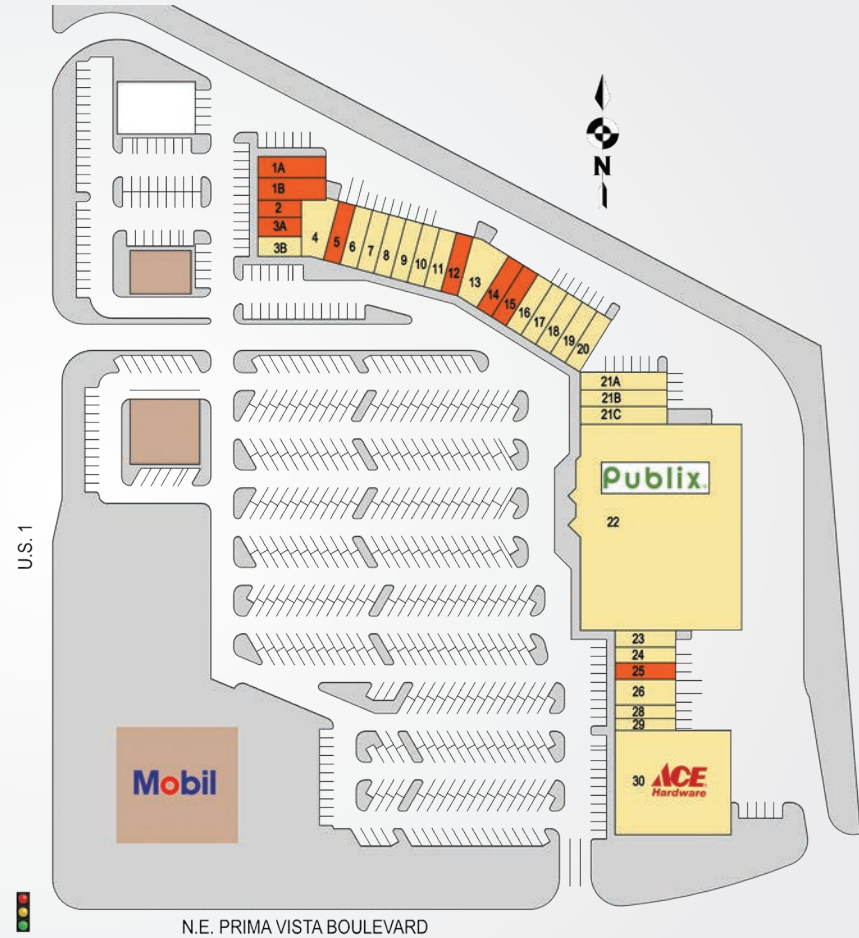 N
1A
1B
2
3A
3B
4
5
6
7
8
9
10
11
12
13
14
15
16
17
18
19
20
21A
21B
21C
Publix.
22
23
24
25
26
28
29
30
ACE
Hardware
Mobil
U.S. 1
N.E. PRIMA VISTA BOULEVARD